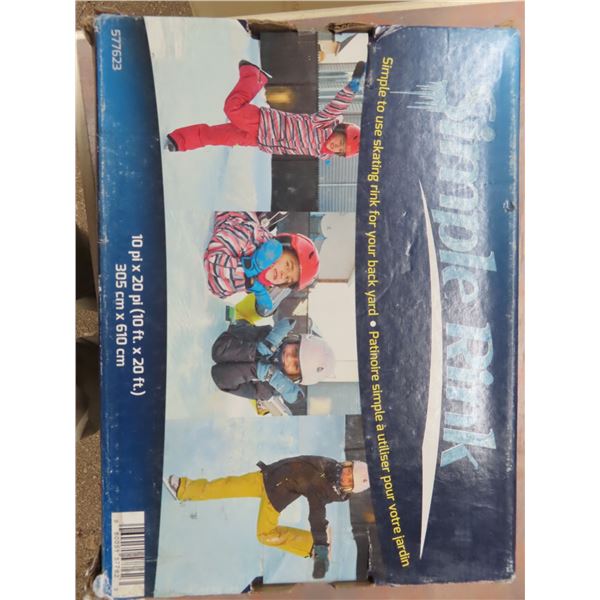 Simple Rink
Simple to use skating rink for your back yard • Patinoire simple à utiliser pour votre jardin
577623
10 pi x 20 pi (10 ft. x 20 ft.)
305 cm x 610 cm